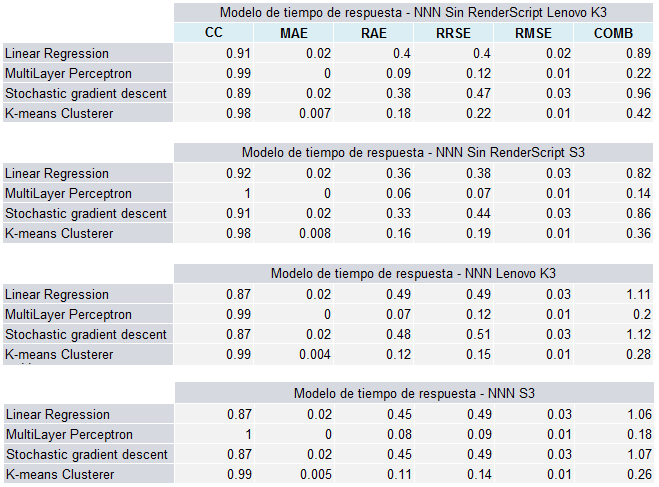 Modelo de tiempo de respuesta - NNN Sin RenderScript Lenovo K3
CC MAE RAE RRSE RMSE COMB
Linear Regression 0.91 0.02 0.4 0.4 0.02 0.89
MultiLayer Perceptron 0.99 0 0.09 0.12 0.01 0.22
Stochastic gradient descent 0.89 0.02 0.38 0.47 0.03 0.96
K-means Clusterer 0.98 0.007 0.18 0.22 0.01 0.42
Modelo de tiempo de respuesta - NNN Sin RenderScript S3
Linear Regression 0.92 0.02 0.36 0.38 0.03 0.82
MultiLayer Perceptron 1 0 0.06 0.07 0.01 0.14
Stochastic gradient descent 0.91 0.02 0.33 0.44 0.03 0.86
K-means Clusterer 0.98 0.008 0.16 0.19 0.01 0.36
Modelo de tiempo de respuesta - NNN Lenovo K3
Linear Regression 0.87 0.02 0.49 0.49 0.03 1.11
MultiLayer Perceptron 0.99 0 0.07 0.12 0.01 0.2
Stochastic gradient descent 0.87 0.02 0.48 0.51 0.03 1.12
K-means Clusterer 0.99 0.004 0.12 0.15 0.01 0.28
Modelo de tiempo de respuesta - NNN S3
Linear Regression 0.87 0.02 0.45 0.49 0.03 1.06
MultiLayer Perceptron 1 0 0.08 0.09 0.01 0.18
Stochastic gradient descent 0.87 0.02 0.45 0.49 0.03 1.07
K-means Clusterer 0.99 0.005 0.11 0.14 0.01 0.26